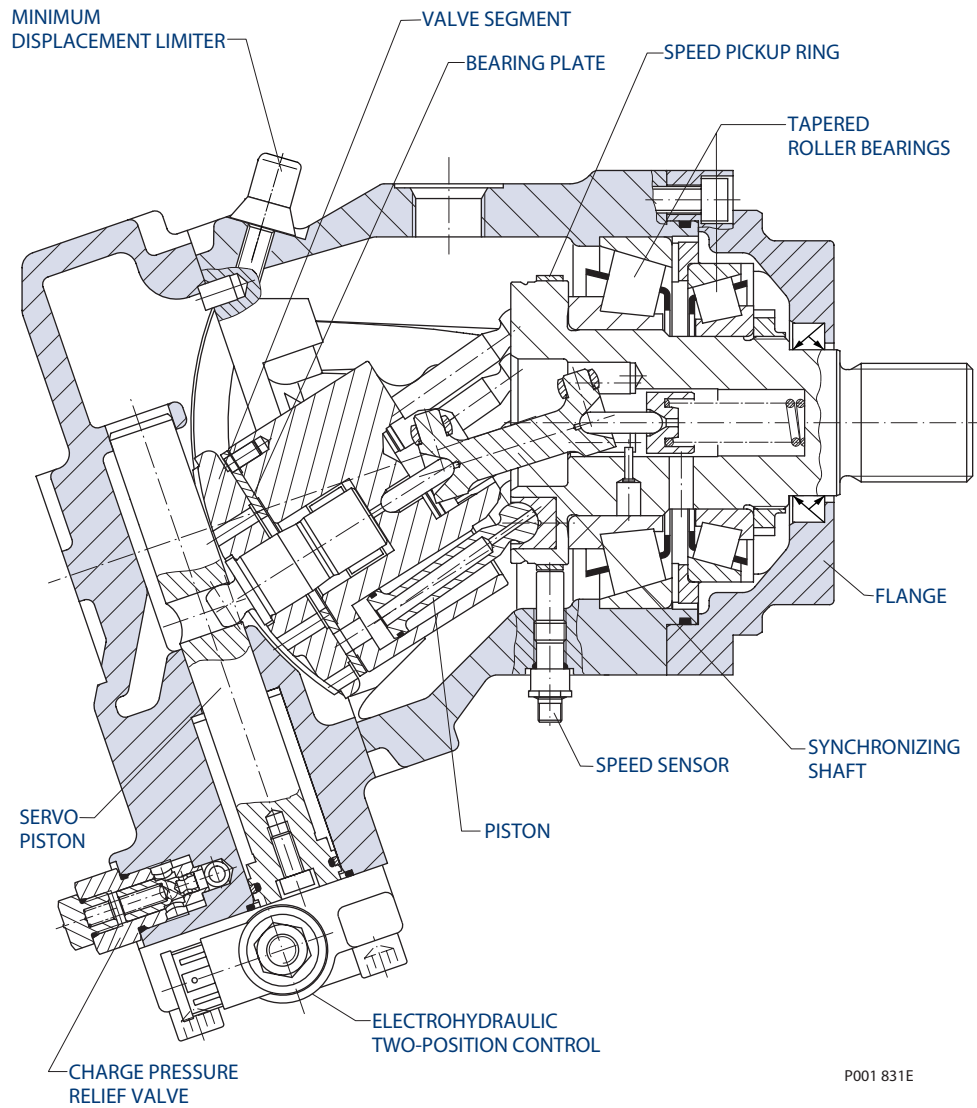 MINIMUM
DISPLACEMENT LIMITER
VALVE SEGMENT
BEARING PLATE
SPEED PICKUP RING
TAPERED
ROLLER BEARINGS
FLANGE
SYNCHRONIZING
SHAFT
SPEED SENSOR
PISTON
SERVO
PISTON
ELECTROHYDRAULIC
TWO-POSITION CONTROL
CHARGE PRESSURE
RELIEF VALVE
P001 831E